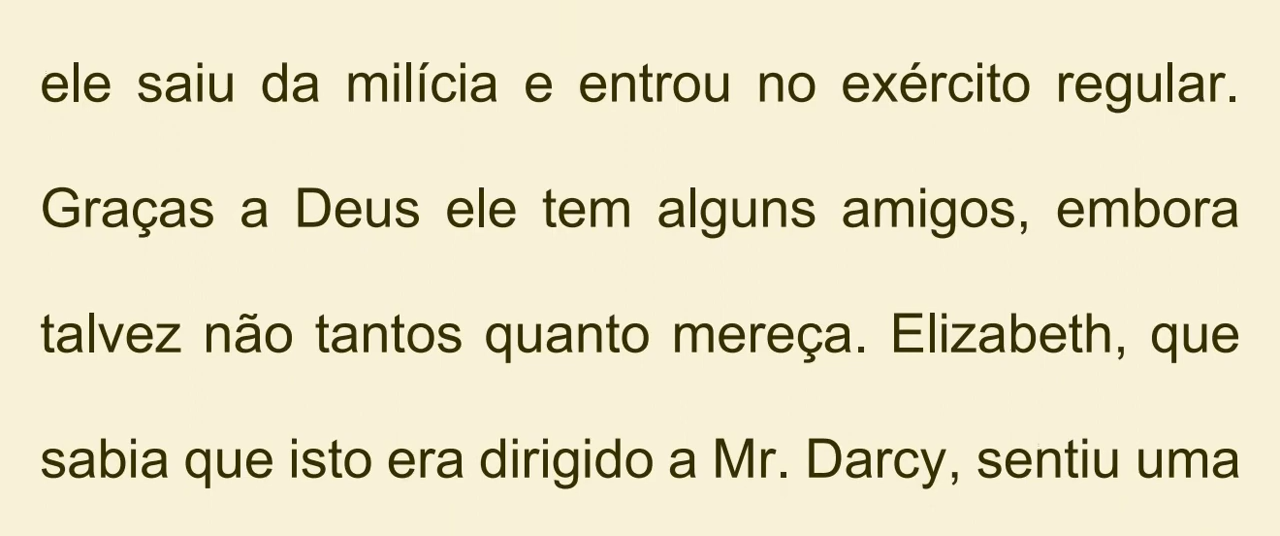 ele saiu da milícia e entrou no exército regular.
Graças a Deus ele tem alguns amigos, embora
talvez não tantos quanto mereça. Elizabeth, que
sabia que isto era dirigido a Mr. Darcy, sentiu uma